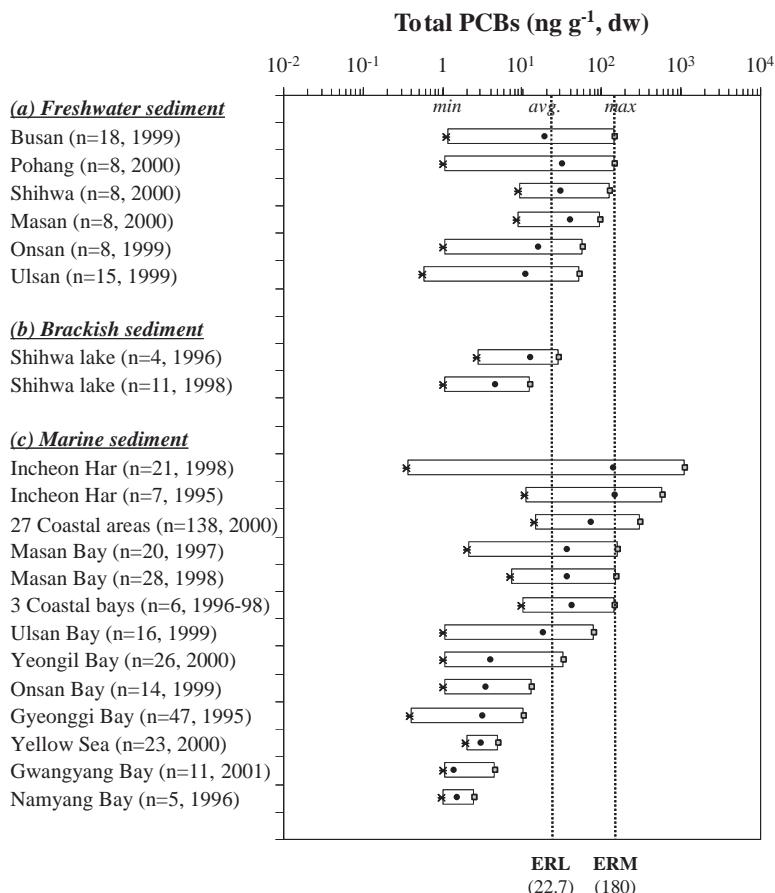 Total PCBs (ng g-1, dw)
10-2 10-1 1 101 102 103 104
min avg. max
(a) Freshwater sediment
Busan (n=18, 1999)
Pohang (n=8, 2000)
Shihwa (n=8, 2000)
Masan (n=8, 2000)
Onsan (n=8, 1999)
Ulsan (n=15, 1999)
(b) Brackish sediment
Shihwa lake (n=4, 1996)
Shihwa lake (n=11, 1998)
(c) Marine sediment
Incheon Har (n=21, 1998)
Incheon Har (n=7, 1995)
27 Coastal areas (n=138, 2000)
Masan Bay (n=20, 1997)
Masan Bay (n=28, 1998)
3 Coastal bays (n=6, 1996-98)
Ulsan Bay (n=16, 1999)
Yeongil Bay (n=26, 2000)
Onsan Bay (n=14, 1999)
Gyeonggi Bay (n=47, 1995)
Yellow Sea (n=23, 2000)
Gwangyang Bay (n=11, 2001)
Namyang Bay (n=5, 1996)
ERL ERM
(22.7) (180)